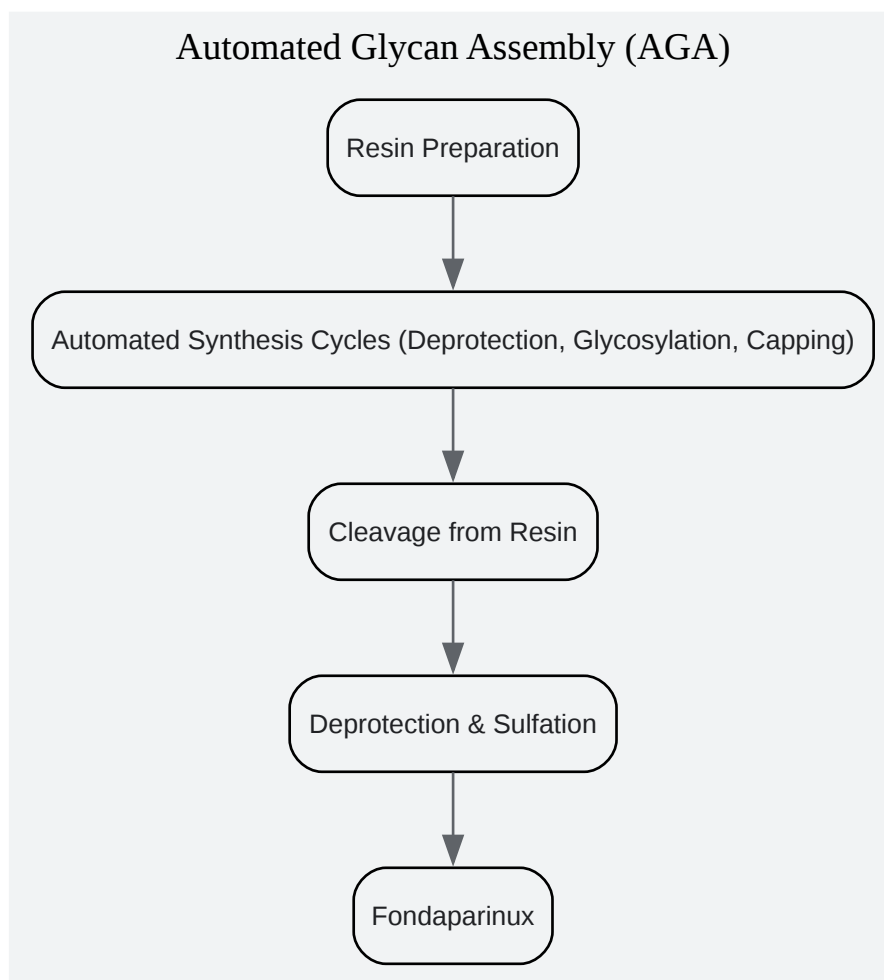 Automated Glycan Assembly (AGA)
Resin Preparation
Automated Synthesis Cycles (Deprotection, Glycosylation, Capping)
Cleavage from Resin
Deprotection & Sulfation
Fondaparinux